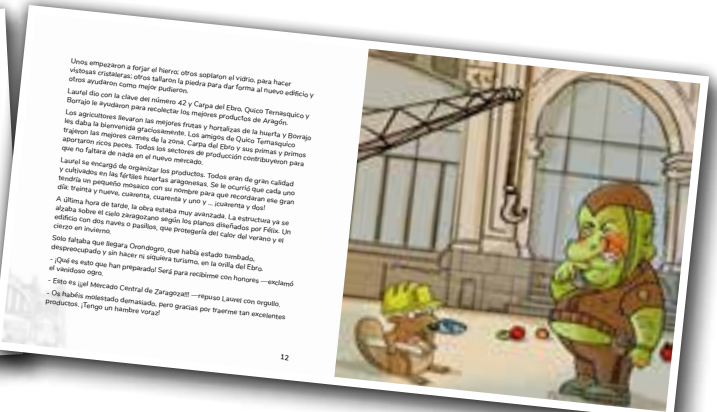 Unos empezaron a forjar el hierro; otros soplaron el vidrio, para hacer
vistosas cristaleras; otros tallaron la piedra para dar forma al nuevo edificio y
otros ayudaron como mejor pudieron.
Laurel dio con la clave del número 42 y Carpa del Ebro, Quico Ternasquico y
Borrajo le ayudaron para recolectar los mejores productos de Aragón.
Los agricultores llevaron las mejores frutas y hortalizas de la huerta y Borrajo
les daba la bienvenida graciosamente. Los amigos de Quico Ternasquico
trajeron las mejores carnes de la zona, Carpa del Ebro y sus primas y primos
aportaron ricos peces. Todos los sectores de producción contribuyeron para
que no faltara de nada en el nuevo mercado.
Laurel se encargó de organizar los productos. Todos eran de gran calidad
y cultivados en las fértiles huertas aragonesas. Se le ocurrió que cada uno
tendría un pequeño mosaico con su nombre para que recordaran ese gran
día: treinta y nueve, cuarenta, cuarenta y uno y ... ¡cuarenta y dos!
A última hora de tarde, la obra estaba muy avanzada. La estructura ya se
alzaba sobre el cielo zaragozano según los planos diseñados por Félix. Un
edificio con dos naves o pasillos, que protegería del calor del verano y el
cierzo en invierno.
Solo faltaba que llegara Orondogro, que había estado tumbado,
despreocupado y sin hacer ni siquiera turismo, en la orilla del Ebro.
- ¡Qué es esto que han preparado! Será para recibirme con honores —exclamó
el vanidoso ogro.
- Esto es ¡¡el Mercado Central de Zaragoza!!! —repuso Laurel con orgullo.
- Os habéis molestado demasiado, pero gracias por traerme tan excelentes
productos. ¡Tengo un hambre voraz!
12